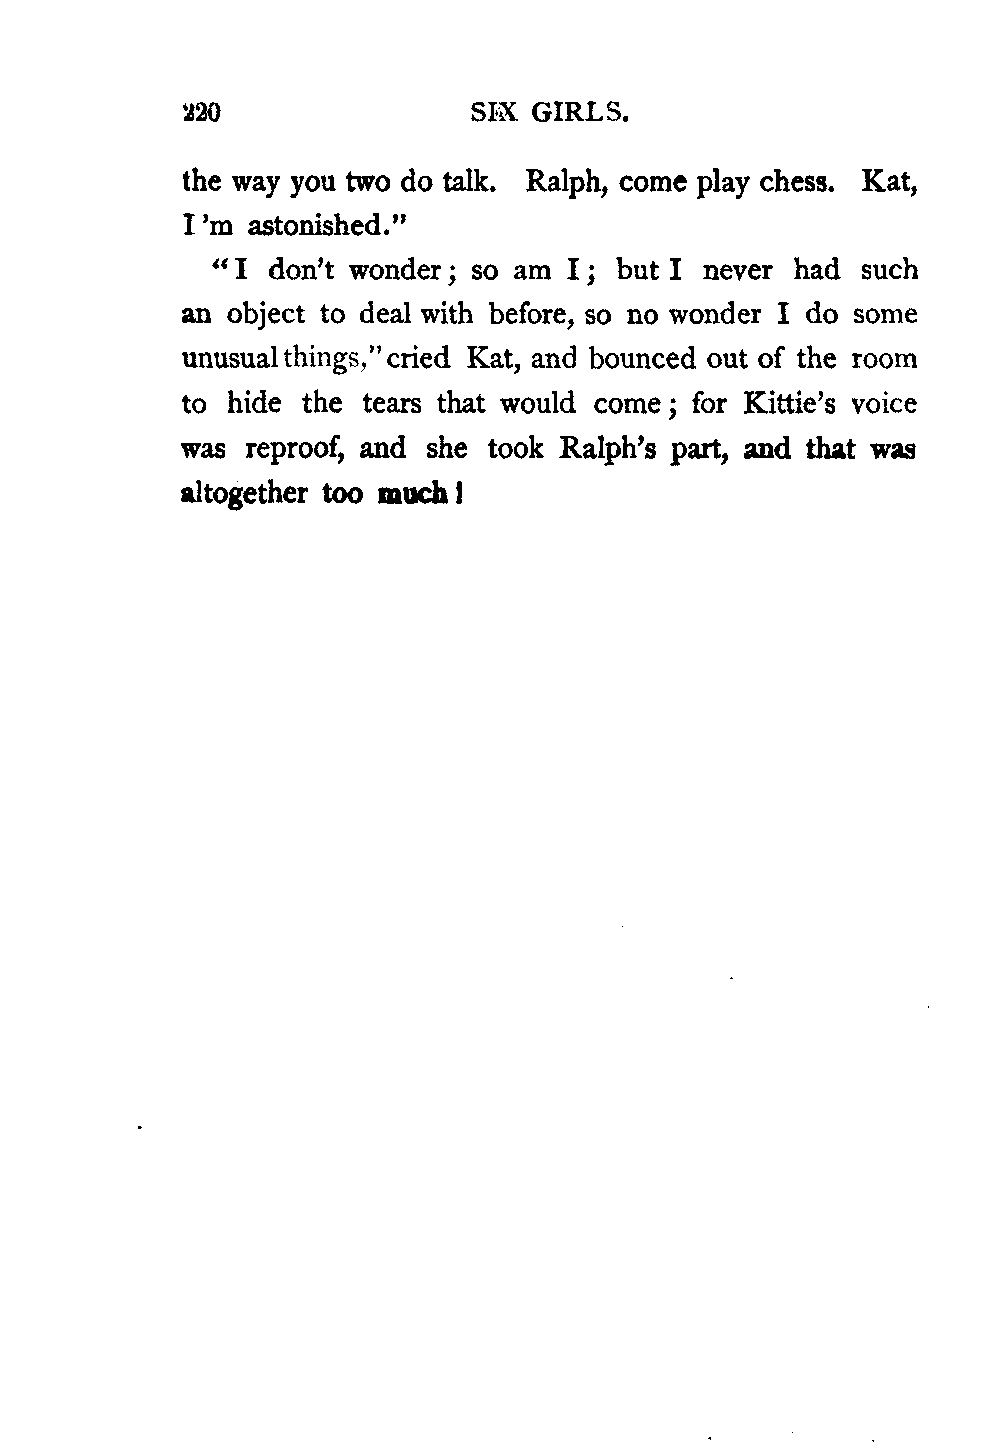 220 SIX GIRLS.
the way you two do talk. Ralph, come play chess. Kat,
I 'm astonished."
"I don't wonder; so am I; but I never had such
an object to deal with before, so no wonder I do some
unusual things," cried Kat, and bounced out of the room
to hide the tears that would come; for Kittie's voice
was reproof, and she took Ralph's part, and that was
altogether too much!